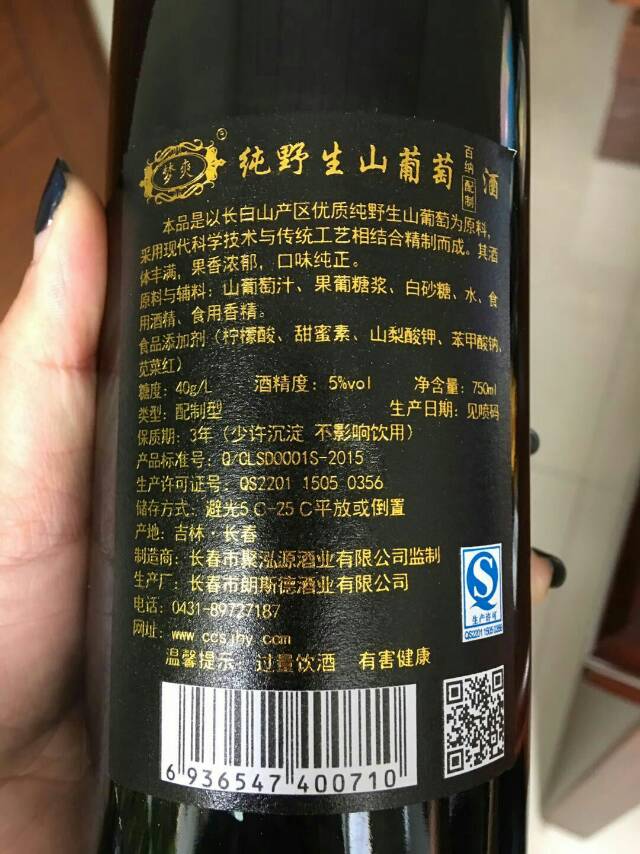 梦爽 ® 纯野生山葡萄百纳配制酒
本品是以长白山产区优质纯野生山葡萄为原料,
采用现代科学技术与传统工艺相结合精制而成。其酒
体丰满，果香浓郁，口味纯正。
原料与辅料：山葡萄汁、果葡糖浆、白砂糖、水、食
用酒精、食用香精。
食品添加剂（柠檬酸、甜蜜素、山梨酸钾、苯甲酸钠、
苋菜红）
糖度：40g/L 酒精度：5%vol 净含量：750ml
类型：配制型 生产日期：见喷码
保质期：3年（少许沉淀 不影响饮用）
产品标准号：Q/CLSD0001S-2015
生产许可证号 QS2201 1505 0356
储存方式：避光5 C-25 C平放或倒置
产地：吉林·长春
制造商：长春市聚泓源酒业有限公司监制
生产厂：长春市朗斯德酒业有限公司
电话：0431-89727187
网址：www.ccsjhy.com
温馨提示 过量饮酒 有害健康
QS
生产许可
QS2201 1505 0356
6 936547 400710